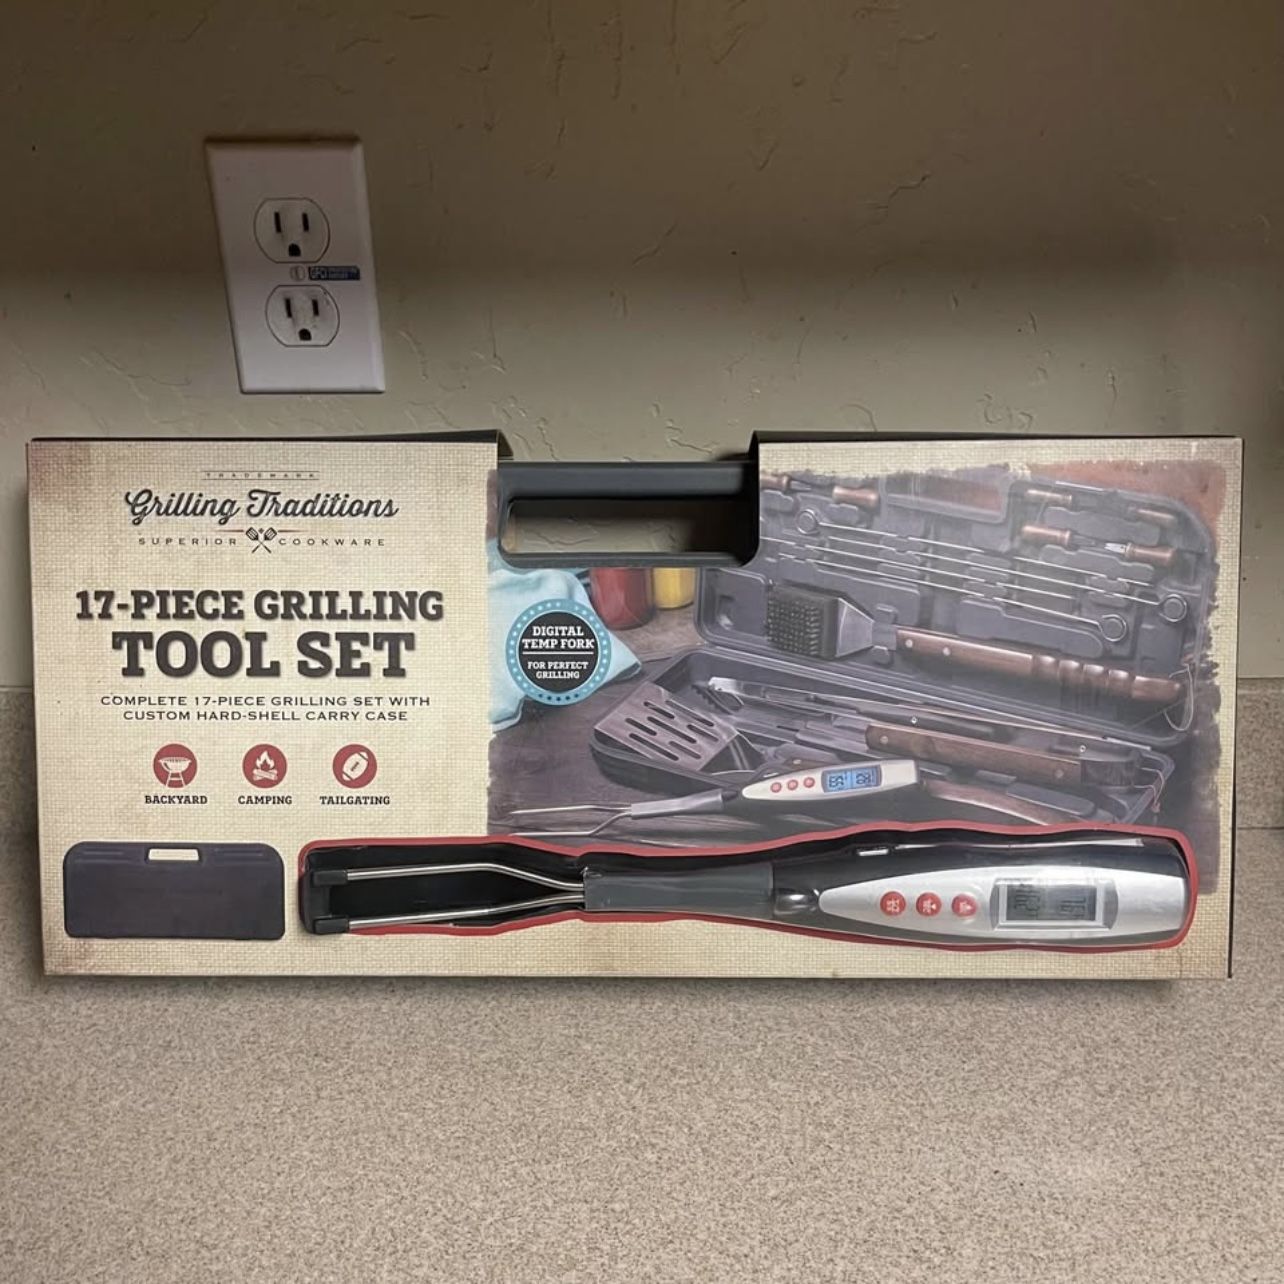 TRADEMARK
Grilling Traditions
SUPERIOR COOKWARE
17-PIECE GRILLING
TOOL SET
COMPLETE 17-PIECE GRILLING SET WITH
CUSTOM HARD-SHELL CARRY CASE
BACKYARD CAMPING TAILGATING
DIGITAL
TEMP FORK
FOR PERFECT
GRILLING